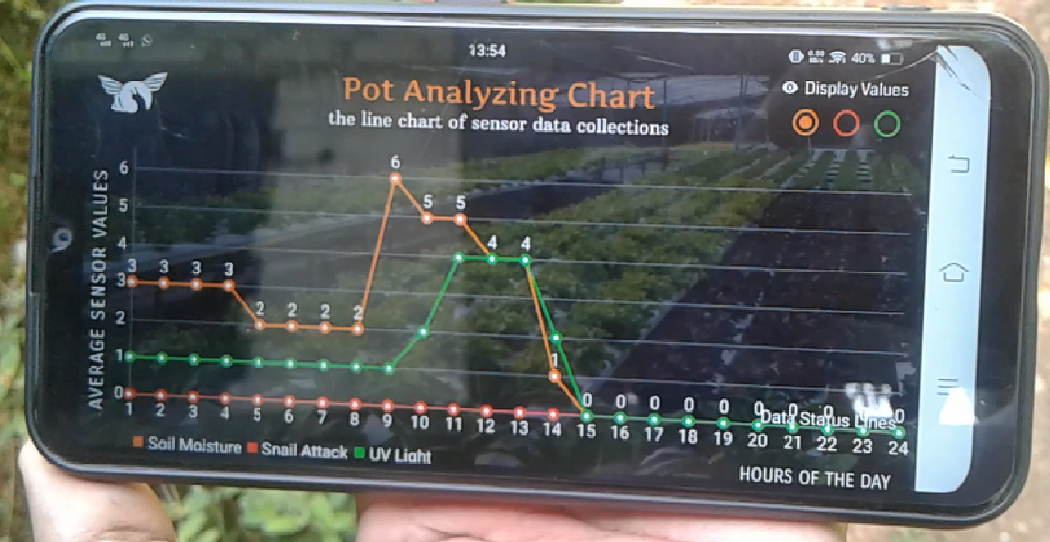 13:54
40%
Pot Analyzing Chart
the line chart of sensor data collections
Display Values
AVERAGE SENSOR VALUES
6
5
4
3
2
1
0
3 3 3 3 2 2 2 2 6 5 5 4 4 1 0 0 0 0 0 0 0 0 0
Data Status Lines
1 2 3 4 5 6 7 8 9 10 11 12 13 14 15 16 17 18 19 20 21 22 23 24
Soil Moisture Snail Attack UV Light
HOURS OF THE DAY